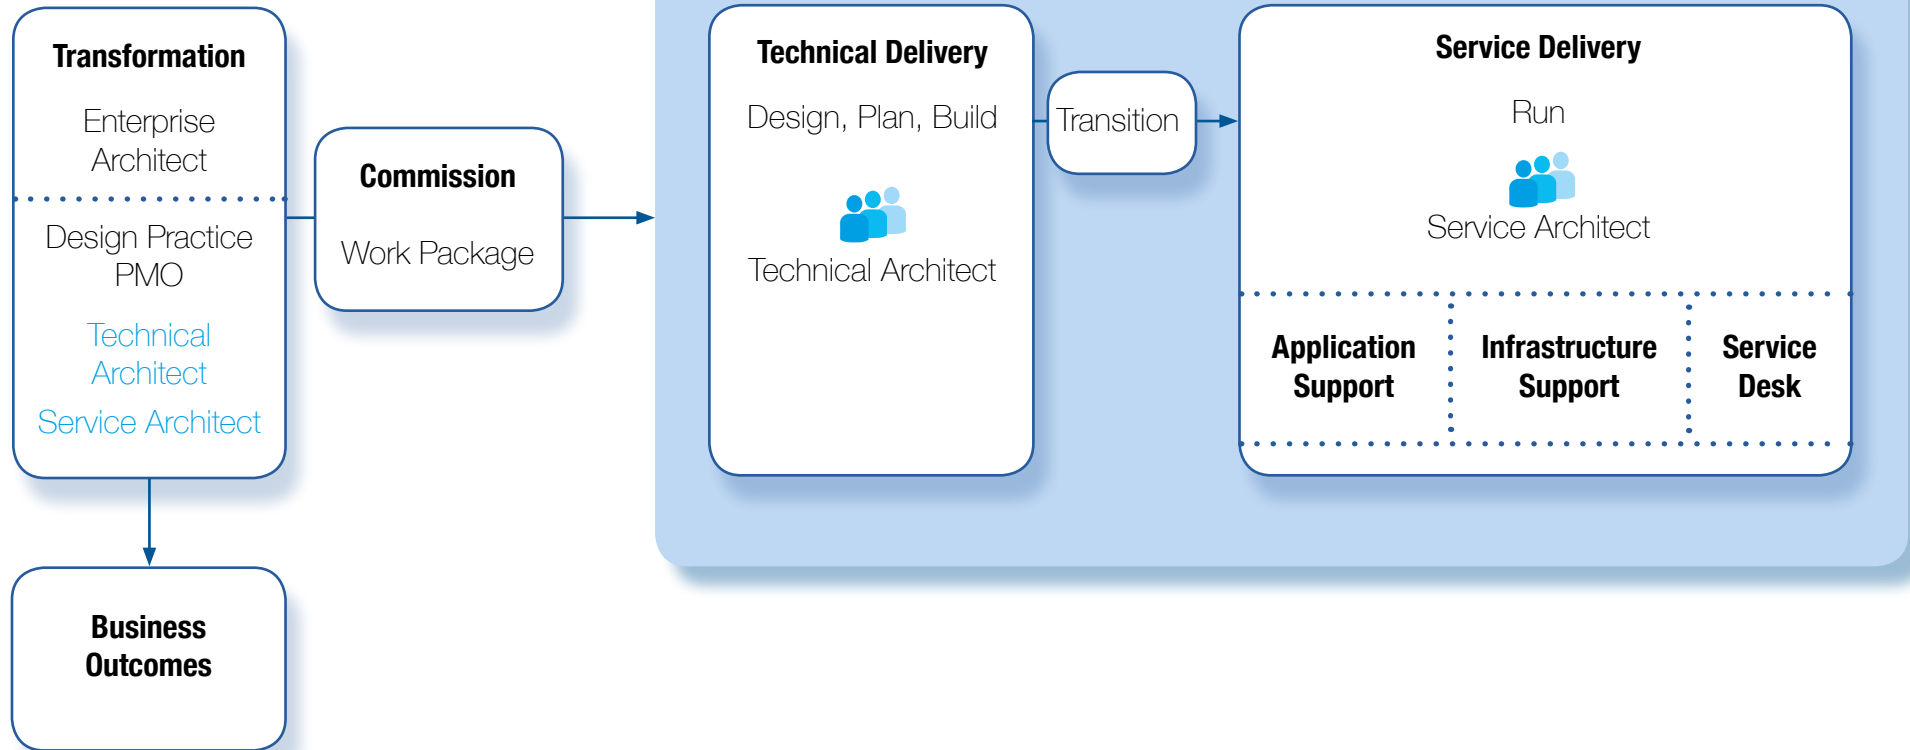 Transformation
Enterprise
Architect
Design Practice
PMO
Technical
Architect
Service Architect
Commission
Work Package
Technical Delivery
Design, Plan, Build
Technical Architect
Transition
Service Delivery
Run
Service Architect
Application
Support
Infrastructure
Support
Service
Desk
Business
Outcomes